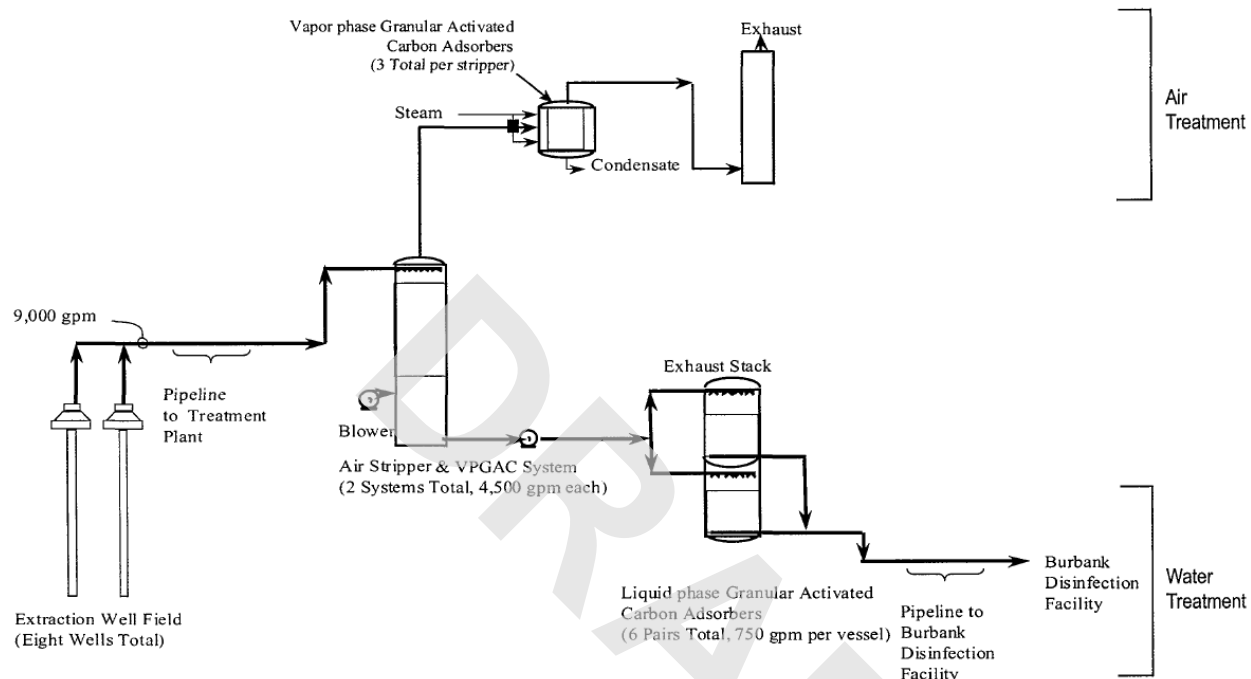 Vapor phase Granular Activated
Carbon Adsorbers
(3 Total per stripper)
Exhaust
Air
Treatment
Steam
Condensate
9,000 gpm
Pipeline
to Treatment
Plant
Exhaust Stack
Blower
Air Stripper & VPGAC System
(2 Systems Total, 4,500 gpm each)
Extraction Well Field
(Eight Wells Total)
Liquid phase Granular Activated
Carbon Adsorbers
(6 Pairs Total, 750 gpm per vessel)
Pipeline to
Burbank
Disinfection
Facility
Burbank
Disinfection
Facility
Water
Treatment
DRA